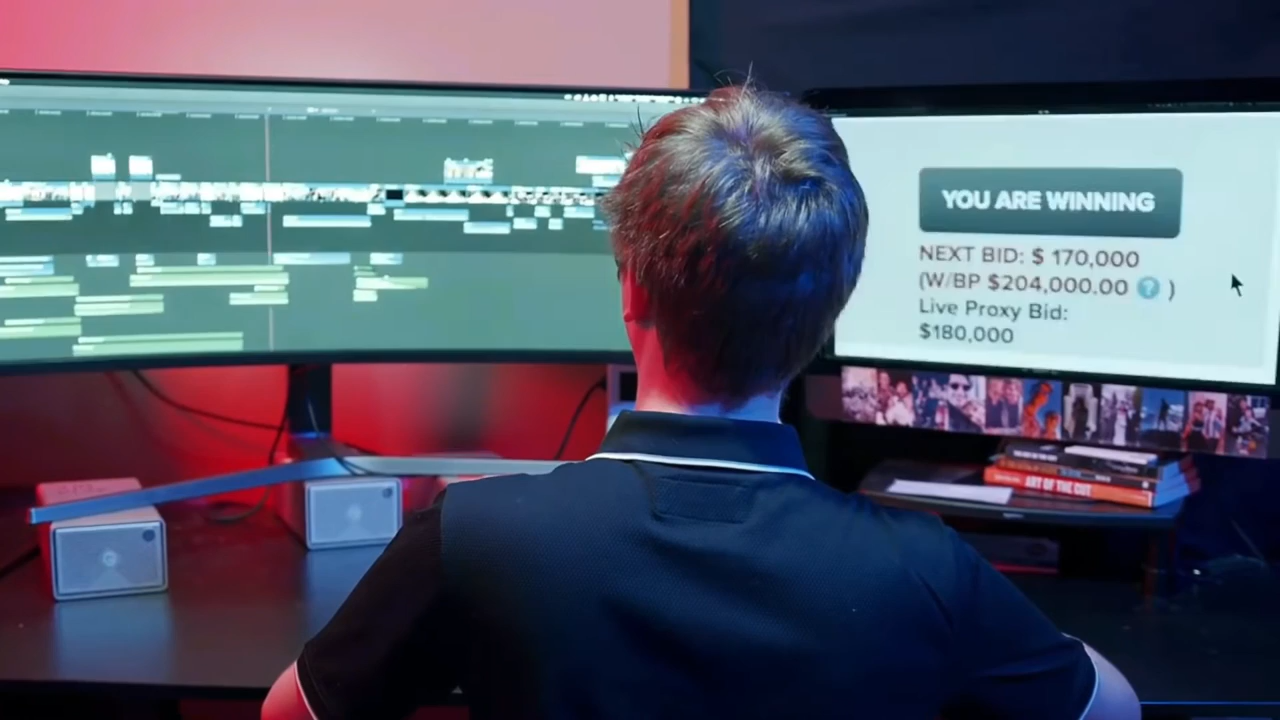 YOU ARE WINNING
NEXT BID: $ 170,000
(W/BP $204,000.00 ? )
Live Proxy Bid:
$180,000
ART OF THE CUT